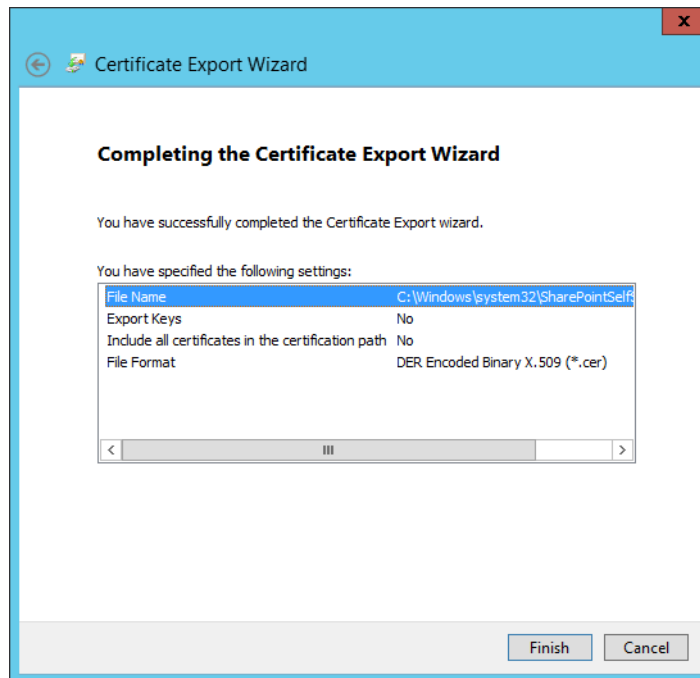 x
Certificate Export Wizard
Completing the Certificate Export Wizard
You have successfully completed the Certificate Export wizard.
You have specified the following settings:
File Name C:\Windows\system32\SharePointSelfS
Export Keys No
Include all certificates in the certification path No
File Format DER Encoded Binary X.509 (*.cer)
Finish Cancel